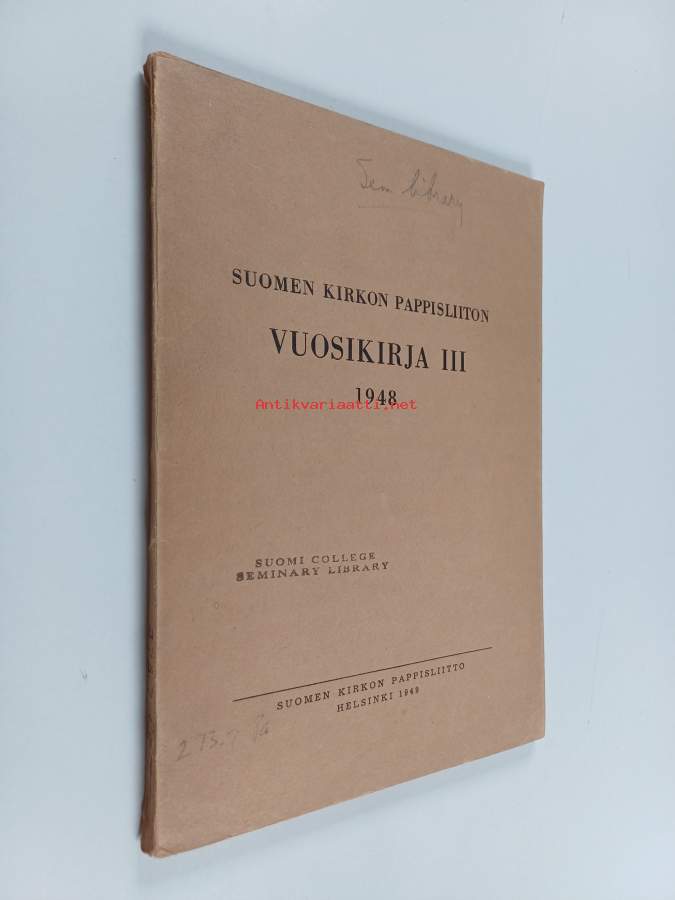 Sem library
SUOMEN KIRKON PAPPISLIITON
VUOSIKIRJA III
1948
Antikvariaatti.net
SUOMI COLLEGE
SEMINARY LIBRARY
SUOMEN KIRKON PAPPISLIITTO
HELSINKI 1949